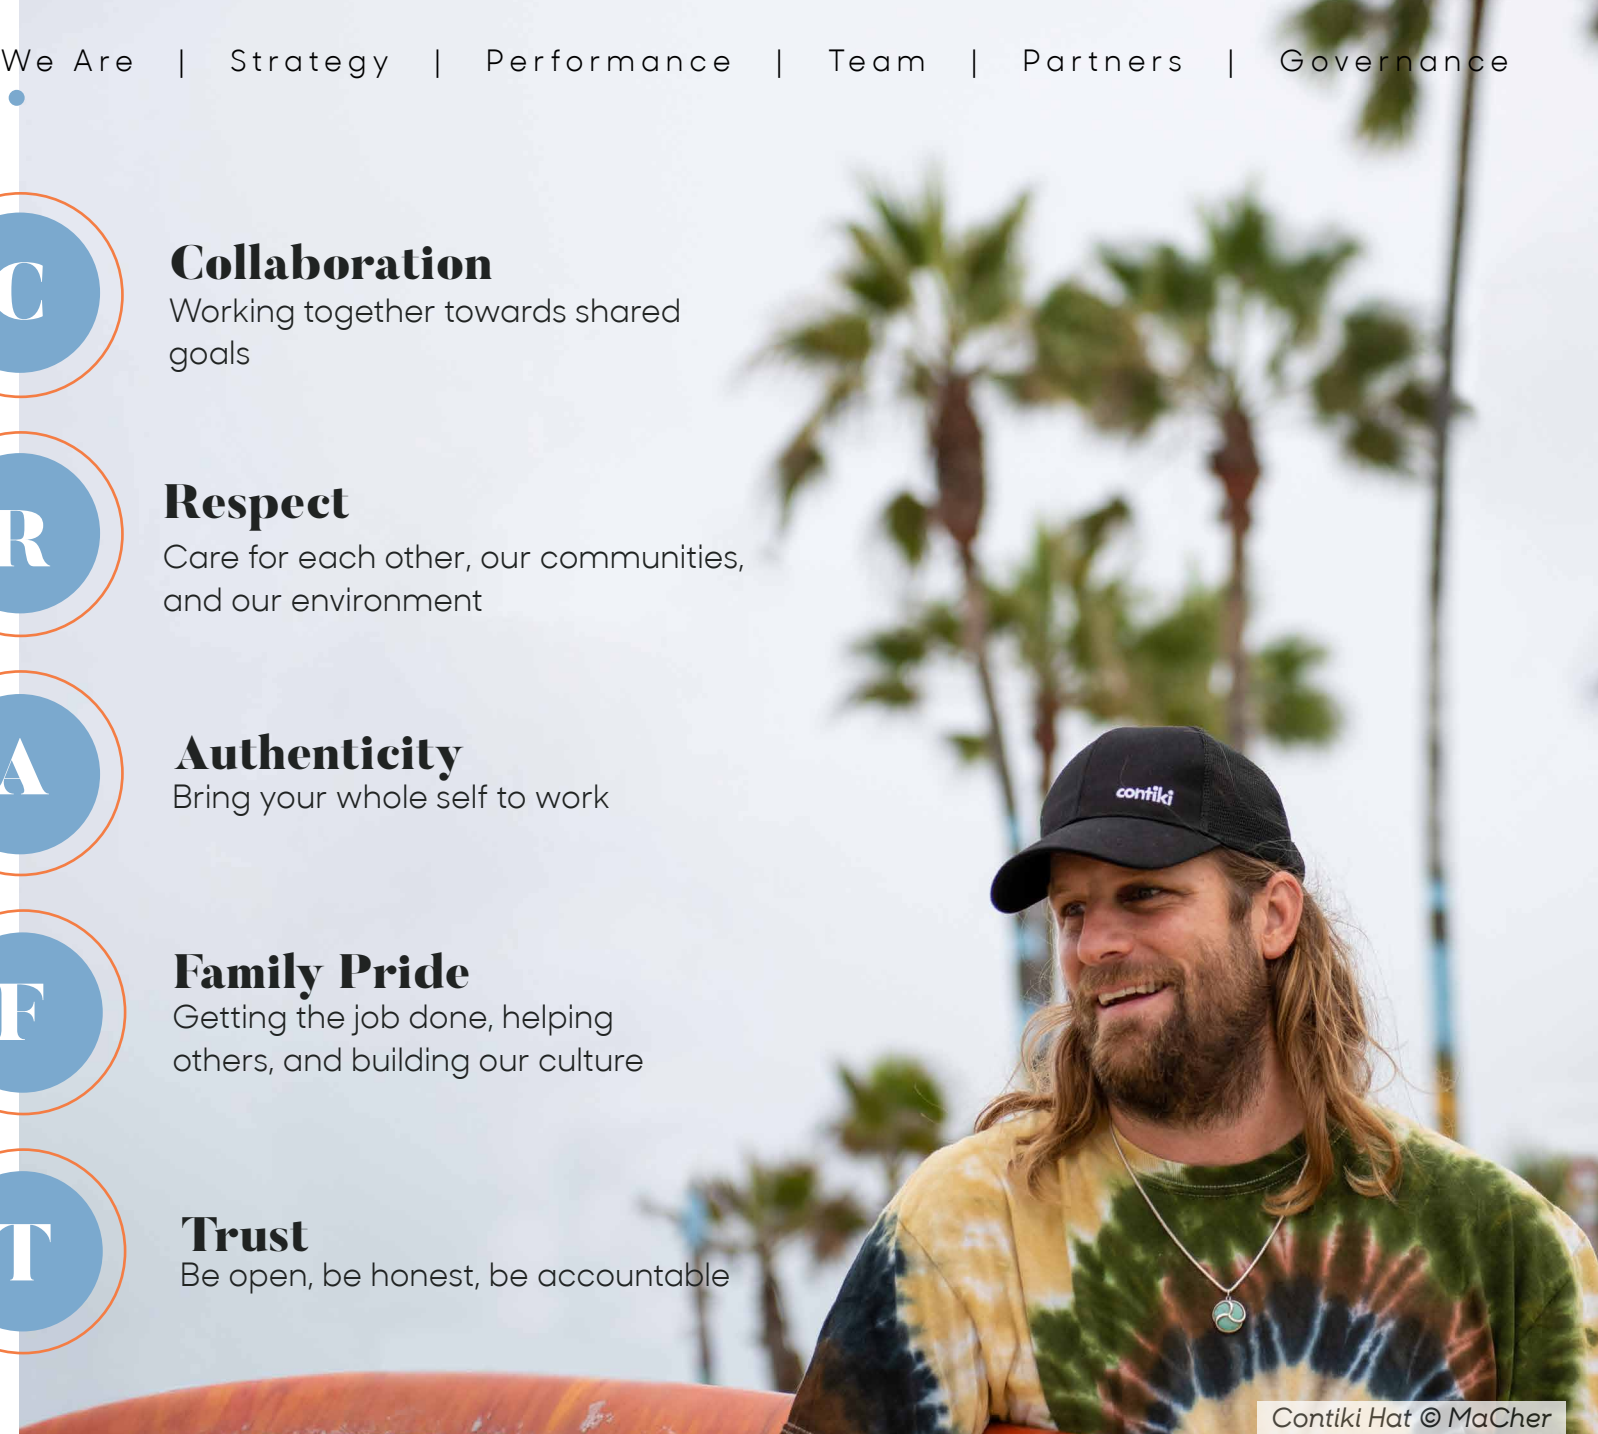 We Are | Strategy | Performance | Team | Partners | Governance
C
Collaboration
Working together towards shared
goals
R
Respect
Care for each other, our communities,
and our environment
A
Authenticity
Bring your whole self to work
F
Family Pride
Getting the job done, helping
others, and building our culture
T
Trust
Be open, be honest, be accountable
contiki
Contiki Hat © MaCher